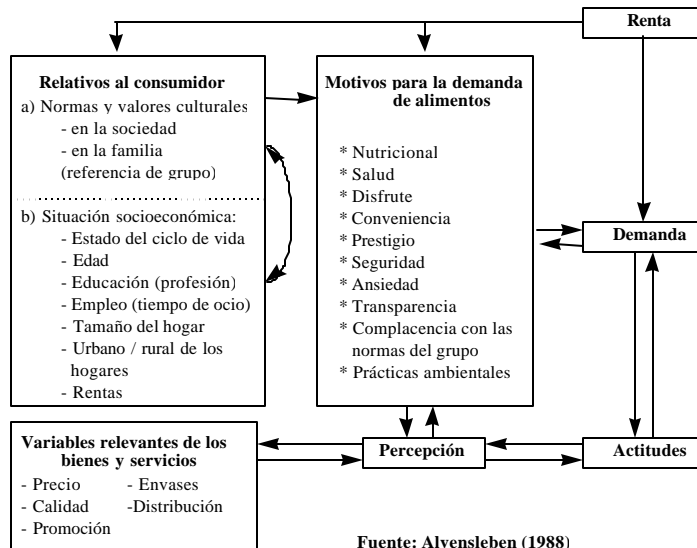 Renta
Relativos al consumidor
a) Normas y valores culturales
- en la sociedad
- en la familia
(referencia de grupo)
b) Situación socioeconómica:
- Estado del ciclo de vida
- Edad
- Educación (profesión)
- Empleo (tiempo de ocio)
- Tamaño del hogar
- Urbano / rural de los
hogares
- Rentas
Motivos para la demanda
de alimentos
* Nutricional
* Salud
* Disfrute
* Conveniencia
* Prestigio
* Seguridad
* Ansiedad
* Transparencia
* Complacencia con las
normas del grupo
* Prácticas ambientales
Demanda
Variables relevantes de los
bienes y servicios
- Precio - Envases
- Calidad -Distribución
- Promoción
Percepción
Actitudes
Fuente: Alvensleben (1988)